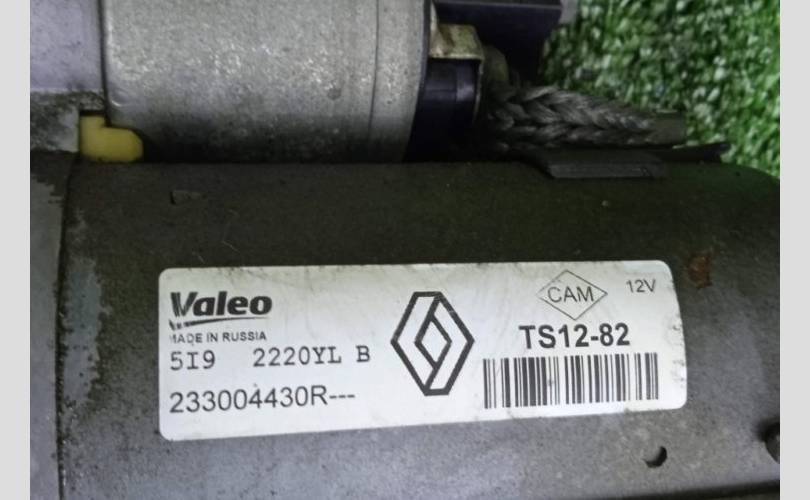 Valeo
MADE IN RUSSIA
5I9 2220YL B
233004430R---
CAM
12V
TS12-82